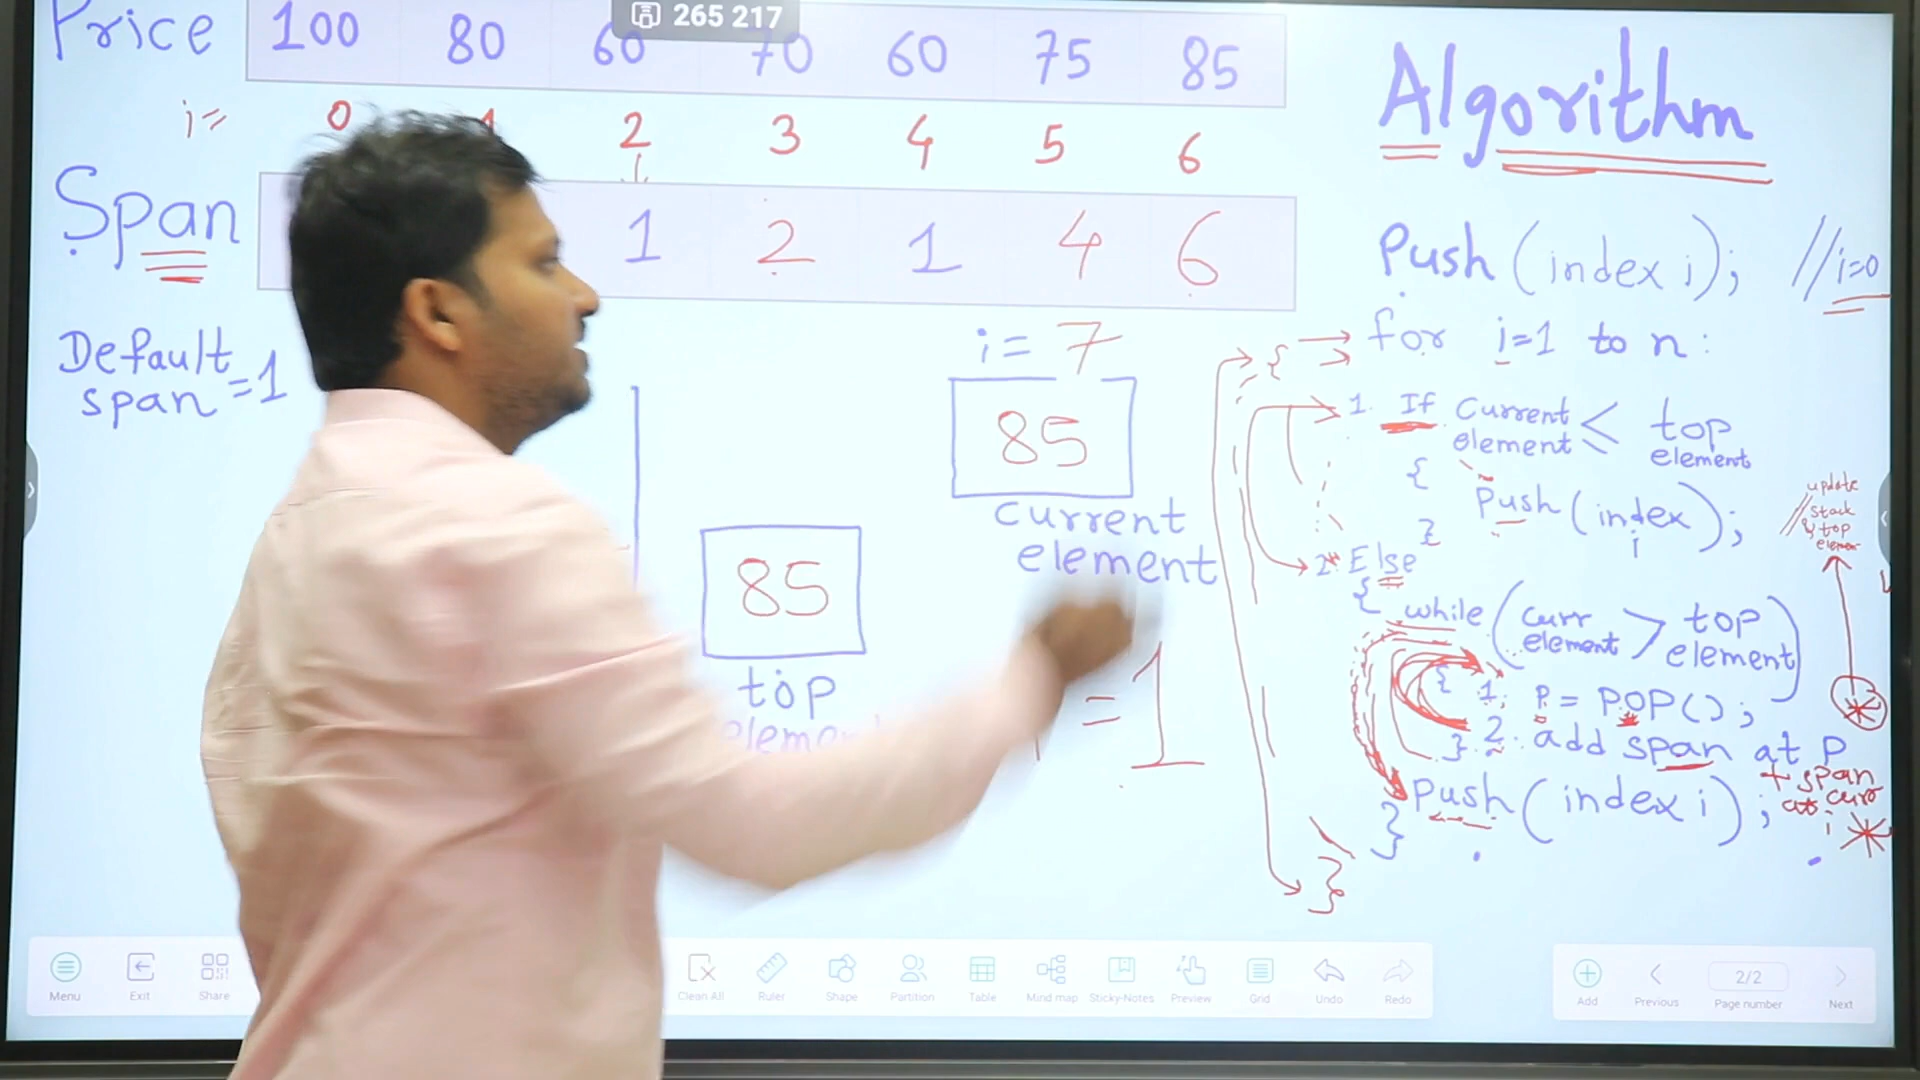 265 217
Price 100 80 60 70 60 75 85
i= 0 1 2 3 4 5 6
Span 1 2 1 4 6
Default
span =1
i= 7
85
current
element
85
top
= 1
Algorithm
Push (index i); //i=0
{ for i=1 to n:
1. If Current element <= top element
{
Push (index i);
}
//update
stack
& top
element
2. Else
{ while (curr element > top element)
{ 1. P = POP();
2. add span at P
+ span
at curr
i
}
Push (index i);
}
}
Menu Exit Share Clean All Ruler Shape Partition Table Mind map Sticky-Notes Preview Grid Undo Redo
Add Previous 2/2 Page number Next